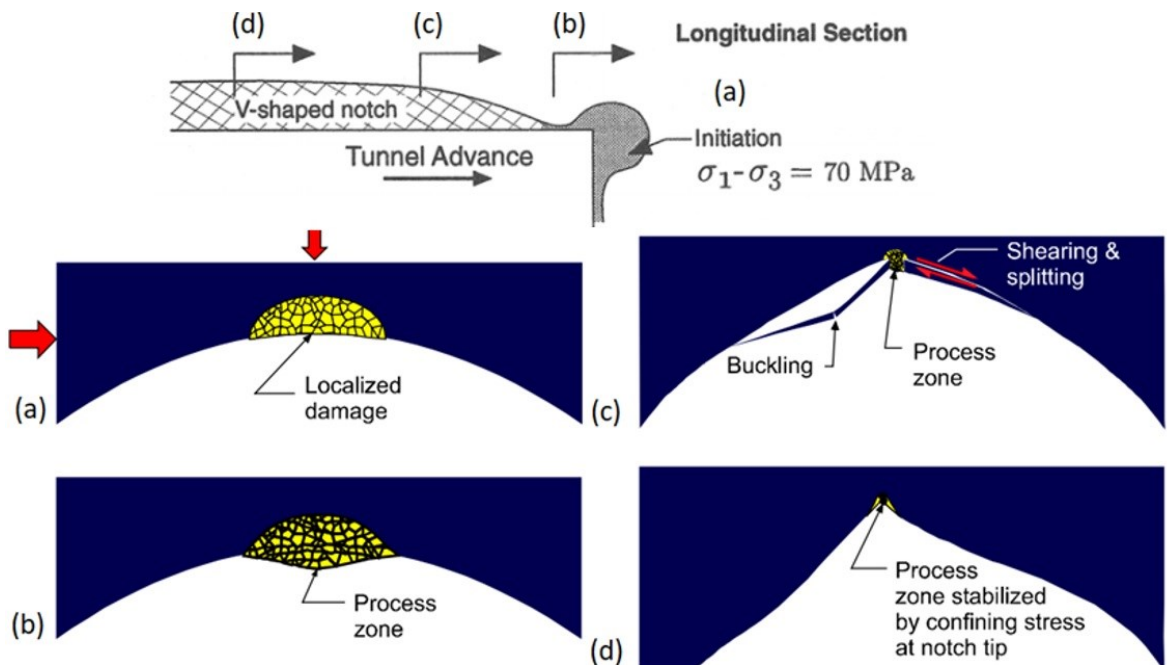 (d)
(c)
(b)
Longitudinal Section
(a)
V-shaped notch
Initiation
Tunnel Advance
σ1-σ3 = 70 MPa
Localized
damage
(a)
Shearing &
splitting
Buckling
Process
zone
(c)
Process
zone
(b)
Process
zone stabilized
by confining stress
at notch tip
(d)